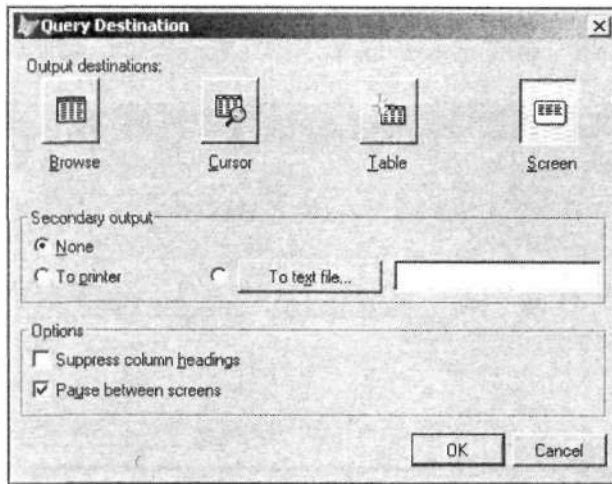 Query Destination
Output destinations:
Browse Cursor Table Screen
Secondary output
None
To printer To text file...
Options
Suppress column headings
Pause between screens
OK Cancel